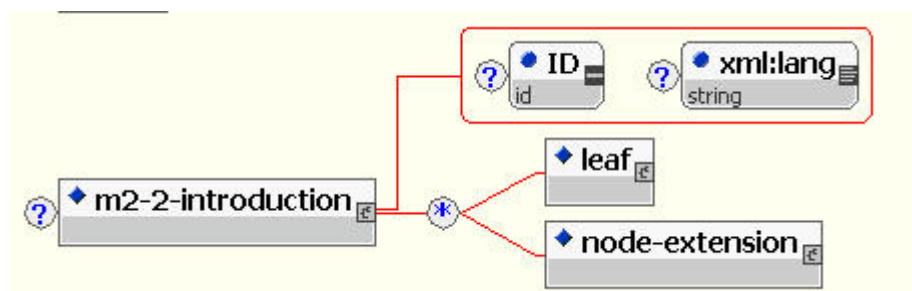 ? ID
id
? xml:lang
string
leaf
? m2-2-introduction
*
node-extension